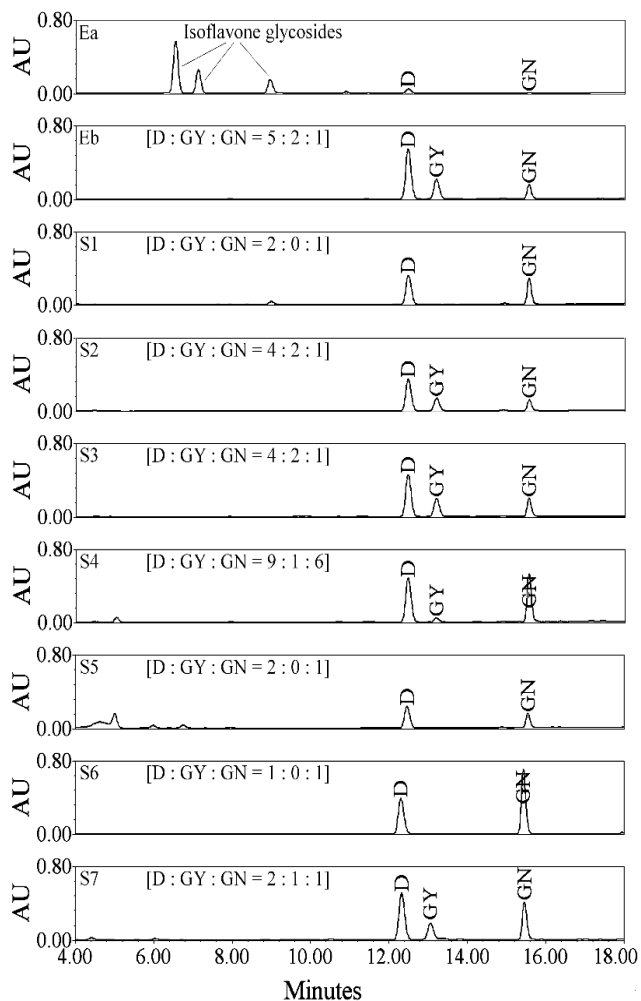 0.80
Ea
Isoflavone glycosides
D
GN
AU
0.00
0.80
Eb [D : GY : GN = 5 : 2 : 1]
D
GY
GN
AU
0.00
0.80
S1 [D : GY : GN = 2 : 0 : 1]
D
GN
AU
0.00
0.80
S2 [D : GY : GN = 4 : 2 : 1]
D
GY
GN
AU
0.00
0.80
S3 [D : GY : GN = 4 : 2 : 1]
D
GY
GN
AU
0.00
0.80
S4 [D : GY : GN = 9 : 1 : 6]
D
GY
GN
AU
0.00
0.80
S5 [D : GY : GN = 2 : 0 : 1]
D
GN
AU
0.00
0.80
S6 [D : GY : GN = 1 : 0 : 1]
D
GN
AU
0.00
0.80
S7 [D : GY : GN = 2 : 1 : 1]
D
GY
GN
AU
0.00
4.00 6.00 8.00 10.00 12.00 14.00 16.00 18.00
Minutes